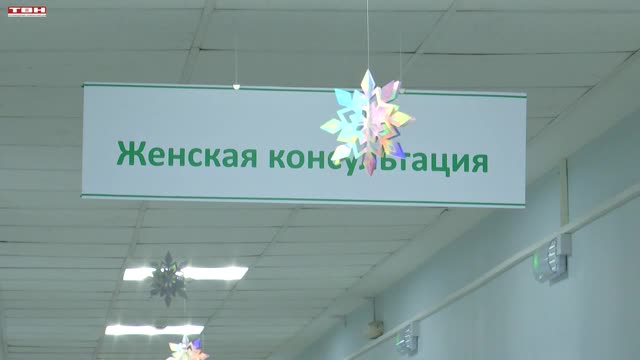 ТВН
Женская консультация